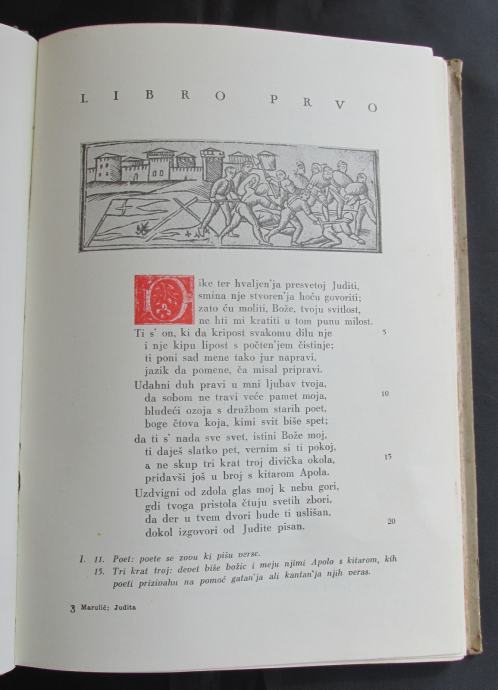 LIBRO PRVO
Dike ter hvaljen'ja presvetoj Juditi,
smina nje stvoren'ja hoću govoriti;
zato ću moliti, Bože, tvoju svitlost,
ne hti mi kratiti u tom punu milost.
Ti s' on, ki da kripost svakomu dilu nje 5
i nje kipu lipost s počten'jem čistinje;
ti poni sad mene tako jur napravi,
jazik da pomene, ča misal pripravi.
Udahni duh pravi u mni ljubav tvoja,
da sobom ne travi veće pamet moja, 10
bludeći ozoja s družbom starih poet,
boge čtova koja, kimi svit biše spet;
da ti s' nada sve svet, istini Bože moj,
ti daješ slatko pet, vernim si ti pokoj,
a ne skup tri krat troj divička okola, 15
pridavši još u broj s kitarom Apola.
Uzdvigni od zdola glas moj k nebu gori,
gdi tvoga pristola čtuju svetih zbori,
da der u tvem dvori bude ti uslišan,
dokol izgovori od Judite pisan. 20
I. 11. Poet: poete se zovu ki pišu verse.
15. Tri krat troj: devet biše božic i meju njimi Apolo s kitarom, kih
poeti prizivahu na pomoć gatan'ja ali kantan'ja njih veras.
3 Marulić: Judita